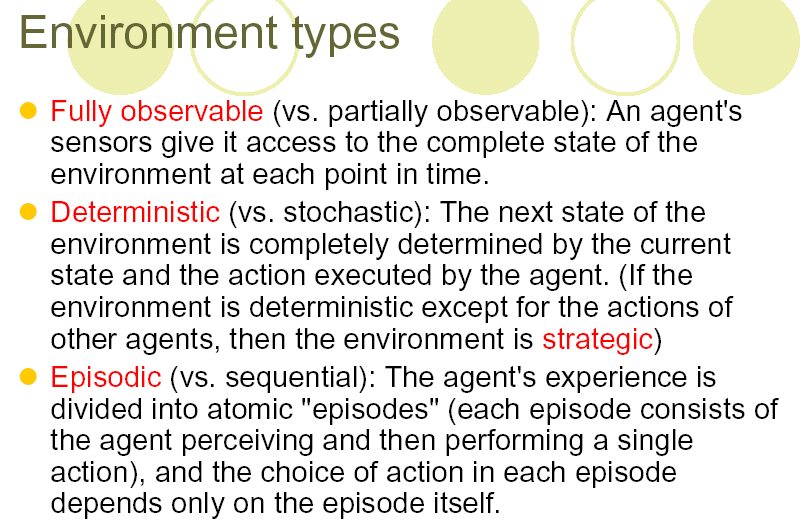 Environment types
Fully observable (vs. partially observable): An agent's
sensors give it access to the complete state of the
environment at each point in time.
Deterministic (vs. stochastic): The next state of the
environment is completely determined by the current
state and the action executed by the agent. (If the
environment is deterministic except for the actions of
other agents, then the environment is strategic)
Episodic (vs. sequential): The agent's experience is
divided into atomic "episodes" (each episode consists of
the agent perceiving and then performing a single
action), and the choice of action in each episode
depends only on the episode itself.